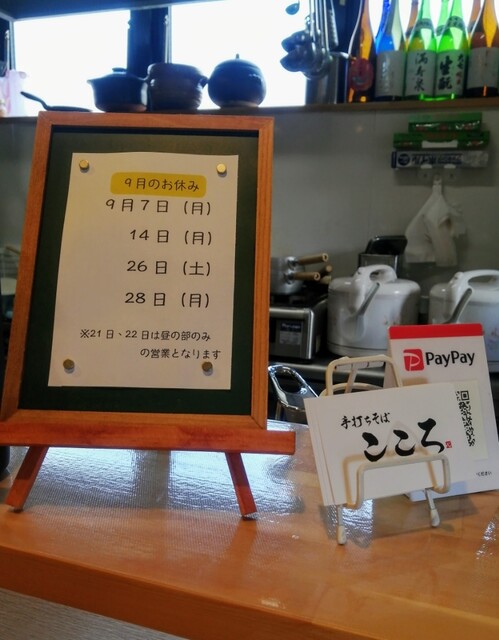 9月のお休み
9月7日(月)
14日(月)
26日(土)
28日(月)
※21日、22日は昼の部のみ
の営業となります
PayPay
手打ちそば
こころ
生酛